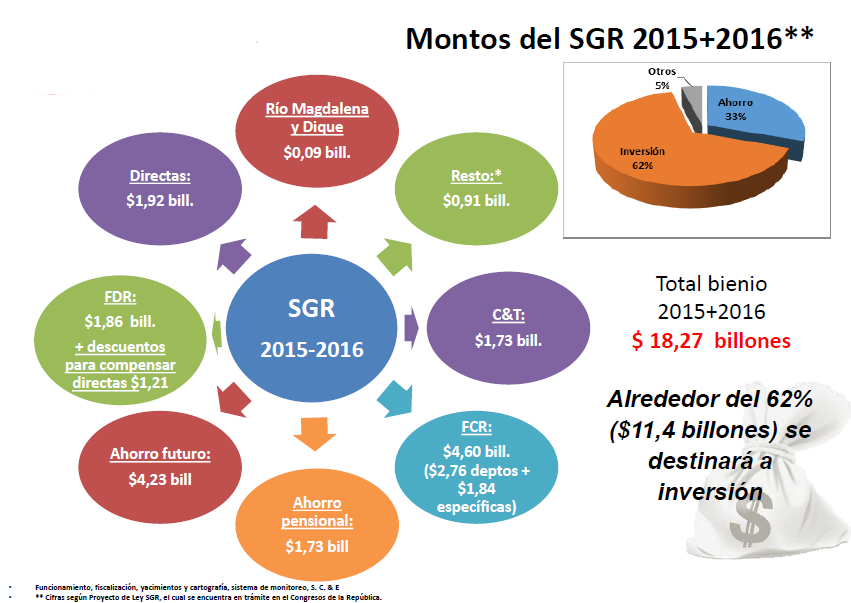 Montos del SGR 2015+2016**
Otros
5%
Ahorro
33%
Inversión
62%
Río Magdalena
y Dique
$0,09 bill.
Directas:
$1,92 bill.
Resto:*
$0,91 bill.
FDR:
$1,86 bill.
+ descuentos
para compensar
directas $1,21
SGR
2015-2016
C&T:
$1,73 bill.
Ahorro futuro:
$4,23 bill
Ahorro
pensional:
$1,73 bill
FCR:
$4,60 bill.
($2,76 deptos +
$1,84
específicas)
Total bienio
2015+2016
$ 18,27 billones
Alrededor del 62%
($11,4 billones) se
destinará a
inversión
$
• Funcionamiento, fiscalización, yacimientos y cartografía, sistema de monitoreo, S. C. & E
• ** Cifras según Proyecto de Ley SGR, el cual se encuentra en trámite en el Congresos de la República.